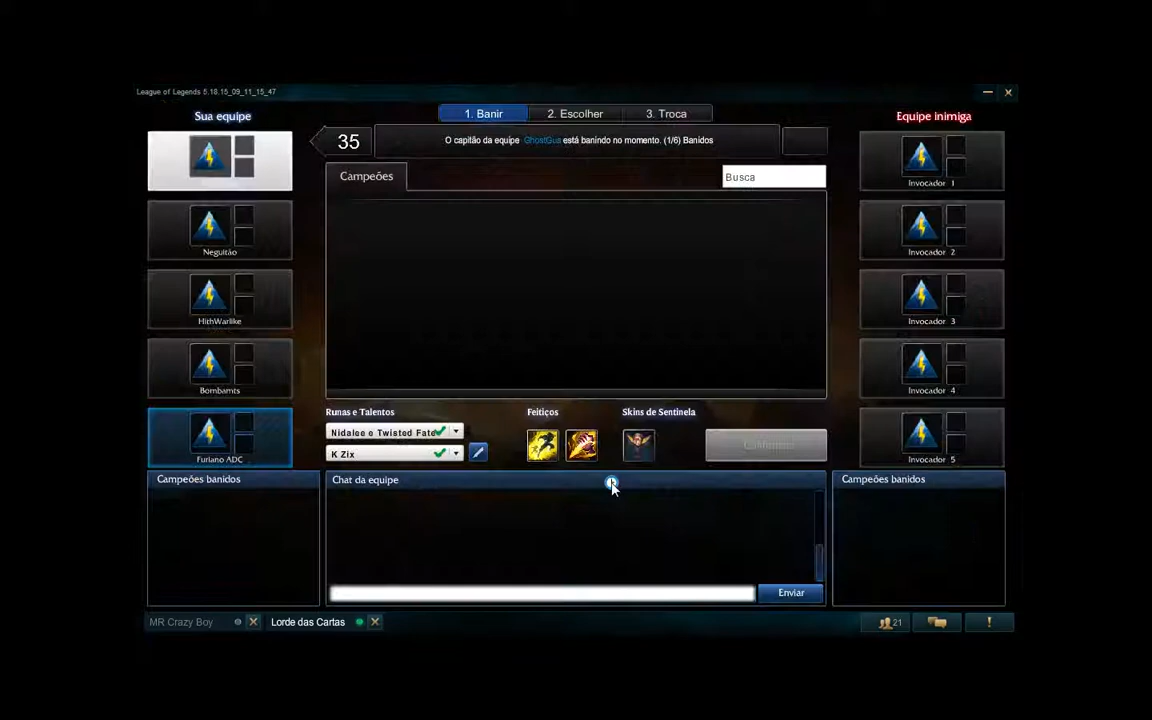 League of Legends 5.18.15_09_11_15_47
Sua equipe
1. Banir
2. Escolher
3. Troca
Equipe inimiga
35
O capitão da equipe GhostGua está banindo no momento. (1/6) Banidos
Campeões
Busca
Neguitão
HithWarlike
Bombamts
Furiano ADC
Invocador 1
Invocador 2
Invocador 3
Invocador 4
Invocador 5
Runas e Talentos
Feitiços
Skins de Sentinela
Nidalee e Twisted Fate
K Zix
Campeões banidos
Chat da equipe
Campeões banidos
Enviar
MR Crazy Boy
Lorde das Cartas
21